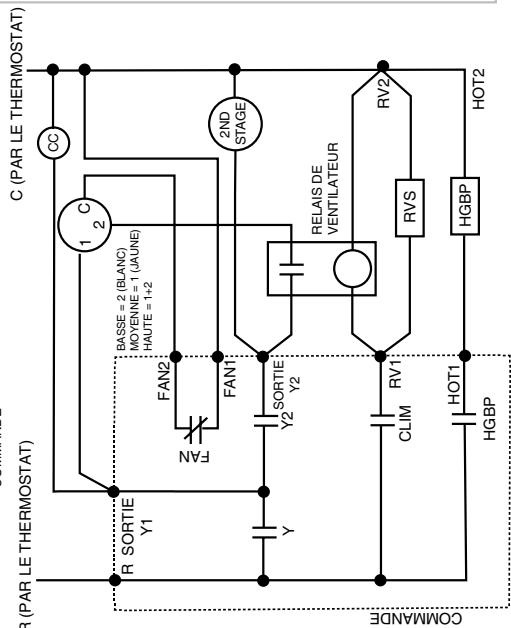 C (PAR LE THERMOSTAT)
CC
1
2
C
BASSE = 2 (BLANC)
MOYENNE = 1 (JAUNE)
HAUTE = 1+2
2ND
STAGE
RELAIS DE
VENTILATEUR
RV2
RVS
HOT2
HGBP
FAN2
FAN1
FAN
SORTIE
Y2
Y2
RV1
CLIM
HOT1
HGBP
R SORTIE
Y1
Y
R (PAR LE THERMOSTAT)
COMMANDE